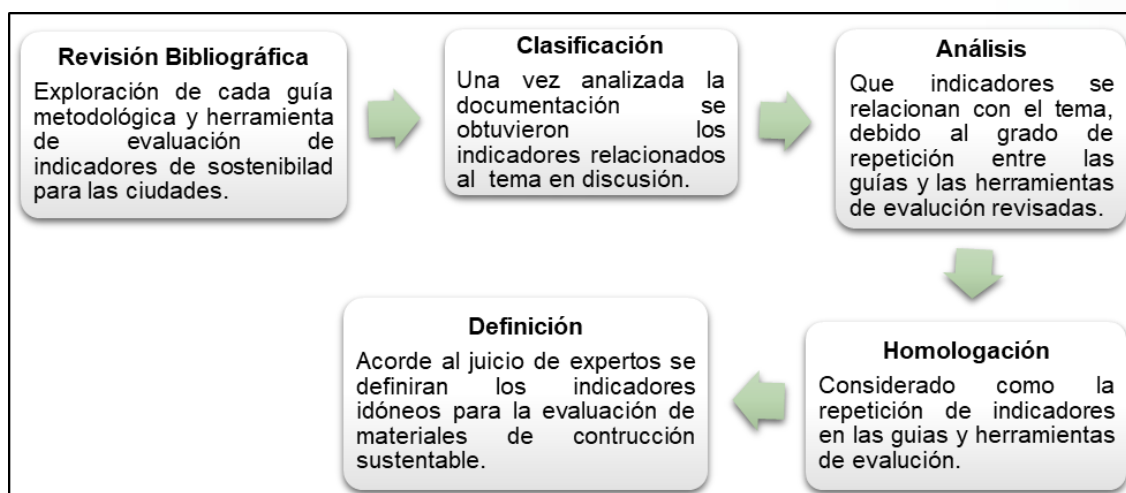 Revisión Bibliográfica
Exploración de cada guía
metodológica y herramienta
de evaluación de
indicadores de sostenibilad
para las ciudades.
Clasificación
Una vez analizada la
documentación se
obtuvieron los
indicadores relacionados
al tema en discusión.
Análisis
Que indicadores se
relacionan con el tema,
debido al grado de
repetición entre las
guías y las herramientas
de evalución revisadas.
Homologación
Considerado como la
repetición de indicadores
en las guias y herramientas
de evalución.
Definición
Acorde al juicio de expertos se
definiran los indicadores
idóneos para la evaluación de
materiales de contrucción
sustentable.